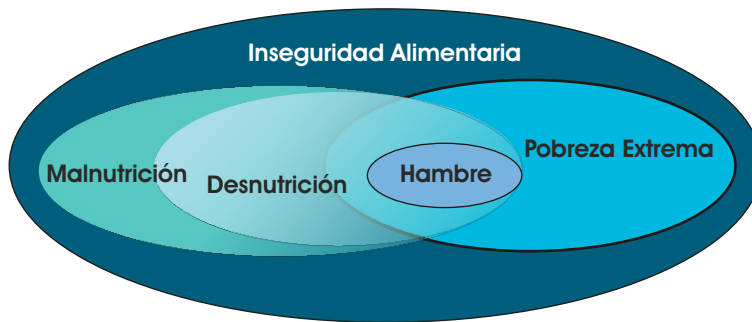 Inseguridad Alimentaria
Malnutrición
Desnutrición
Hambre
Pobreza Extrema